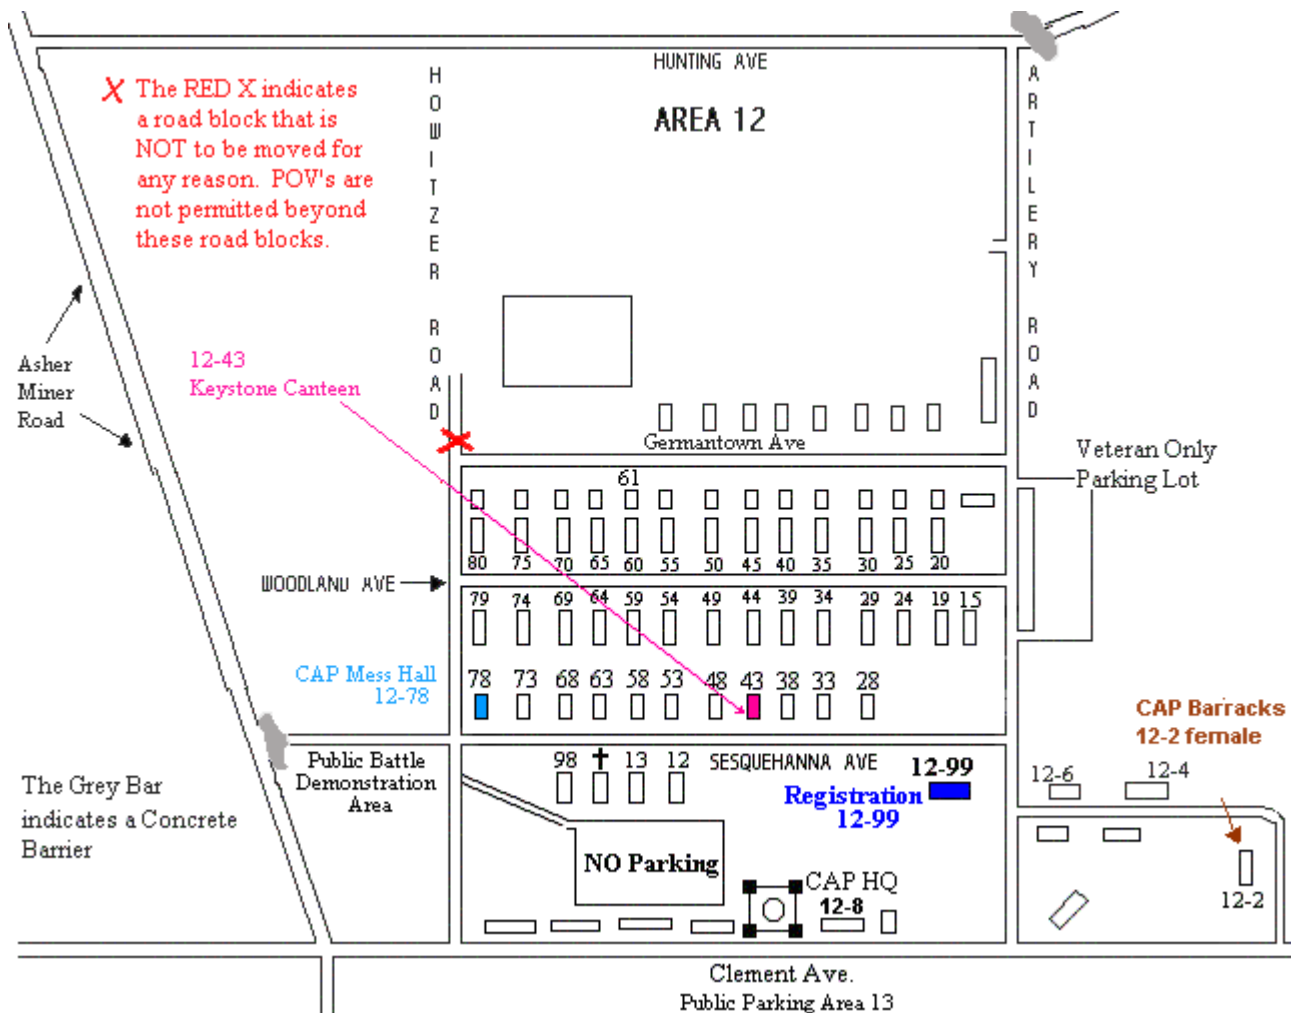 HUNTING AVE
AREA 12
HOWITZER ROAD
ARTILERY ROAD
X The RED X indicates
a road block that is
NOT to be moved for
any reason. POV's are
not permitted beyond
these road blocks.
Asher
Miner
Road
12-43
Keystone Canteen
Germantown Ave
Veteran Only
Parking Lot
61
80 75 70 65 60 55 50 45 40 35 30 25 20
WOODLAND AVE
79 74 69 64 59 54 49 44 39 34 29 24 19 15
CAP Mess Hall
12-78
78 73 68 63 58 53 48 43 38 33 28
CAP Barracks
12-2 female
Public Battle
Demonstration
Area
98 13 12
SESQUEHANNA AVE
12-99
Registration
12-99
12-6
12-4
The Grey Bar
indicates a Concrete
Barrier
NO Parking
CAP HQ
12-8
12-2
Clement Ave.
Public Parking Area 13